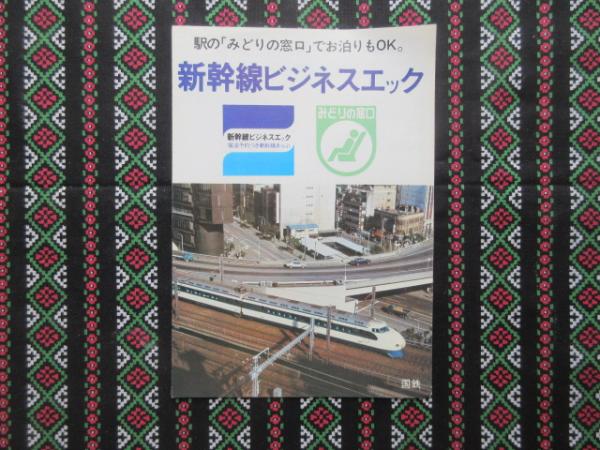 駅の「みどりの窓口」でお泊りもOK。
新幹線ビジネスエック
新幹線ビジネスエック
みどりの窓口
国鉄